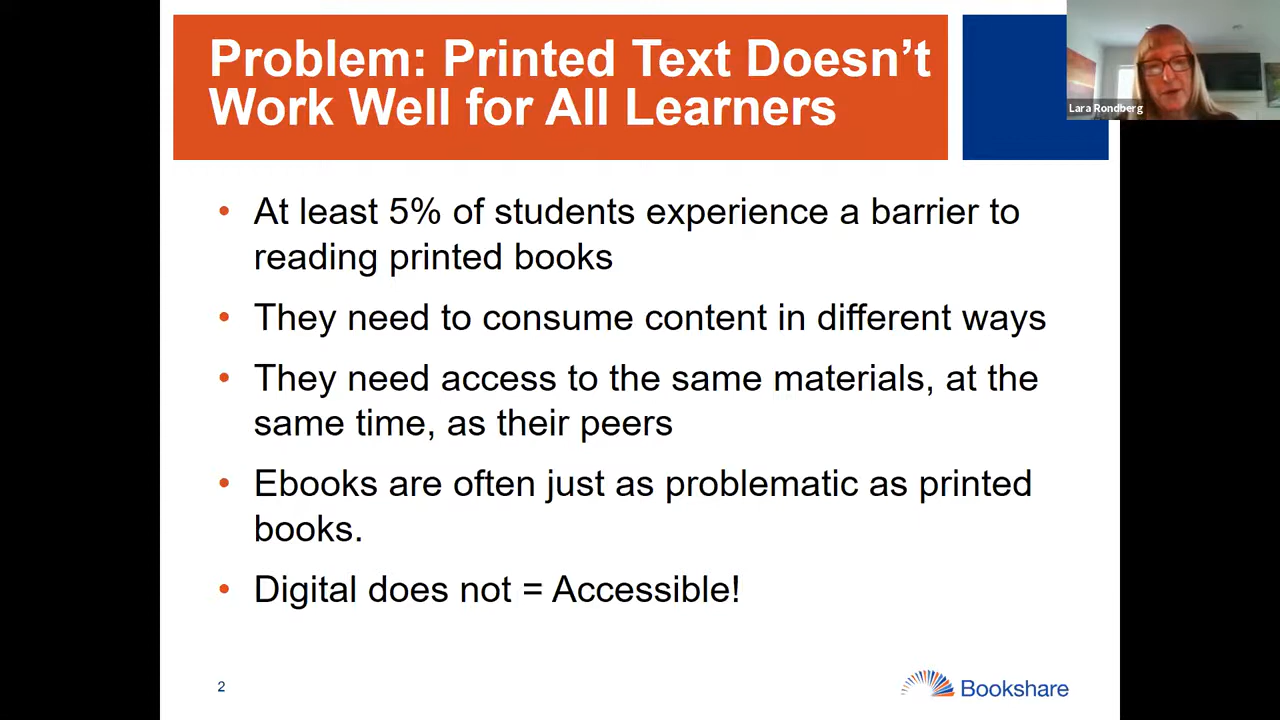 Problem: Printed Text Doesn’t
Work Well for All Learners
Lara Rondberg
• At least 5% of students experience a barrier to
reading printed books
• They need to consume content in different ways
• They need access to the same materials, at the
same time, as their peers
• Ebooks are often just as problematic as printed
books.
• Digital does not = Accessible!
2
Bookshare